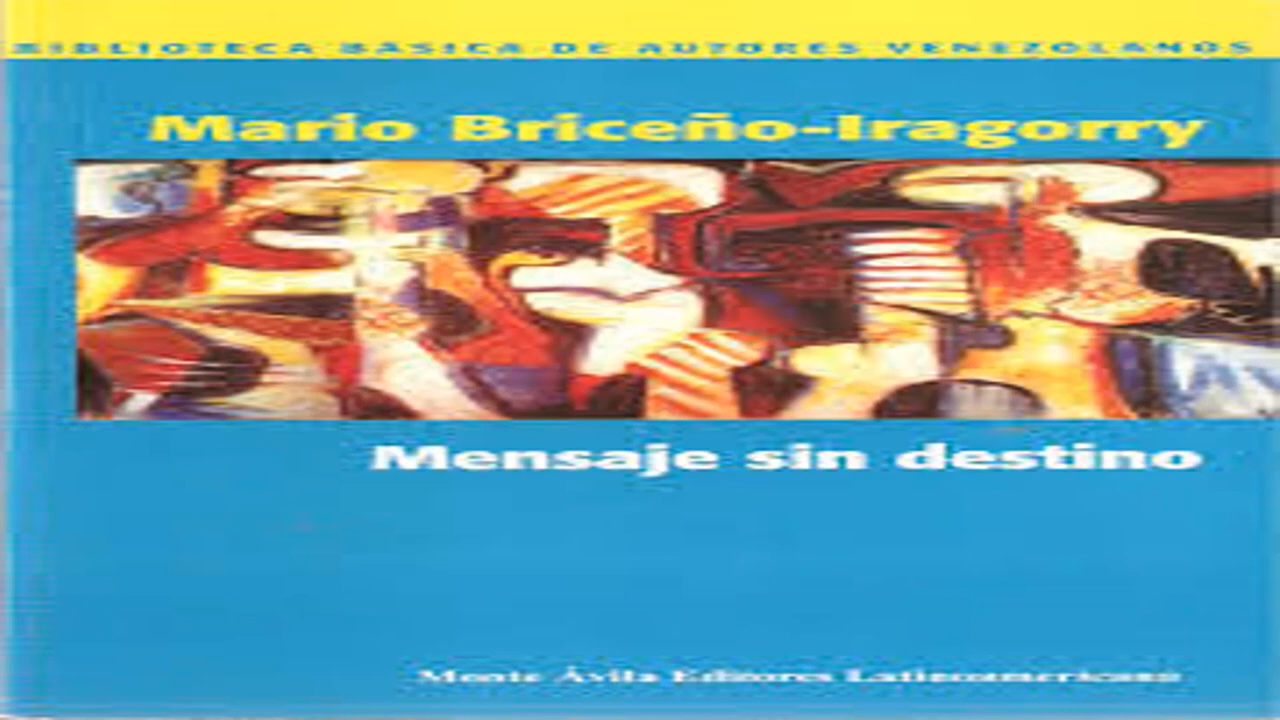 BIBLIOTECA BÁSICA DE AUTORES VENEZOLANOS
Mario Briceño-Iragorry
Mensaje sin destino
Monte Ávila Editores Latinoamericana